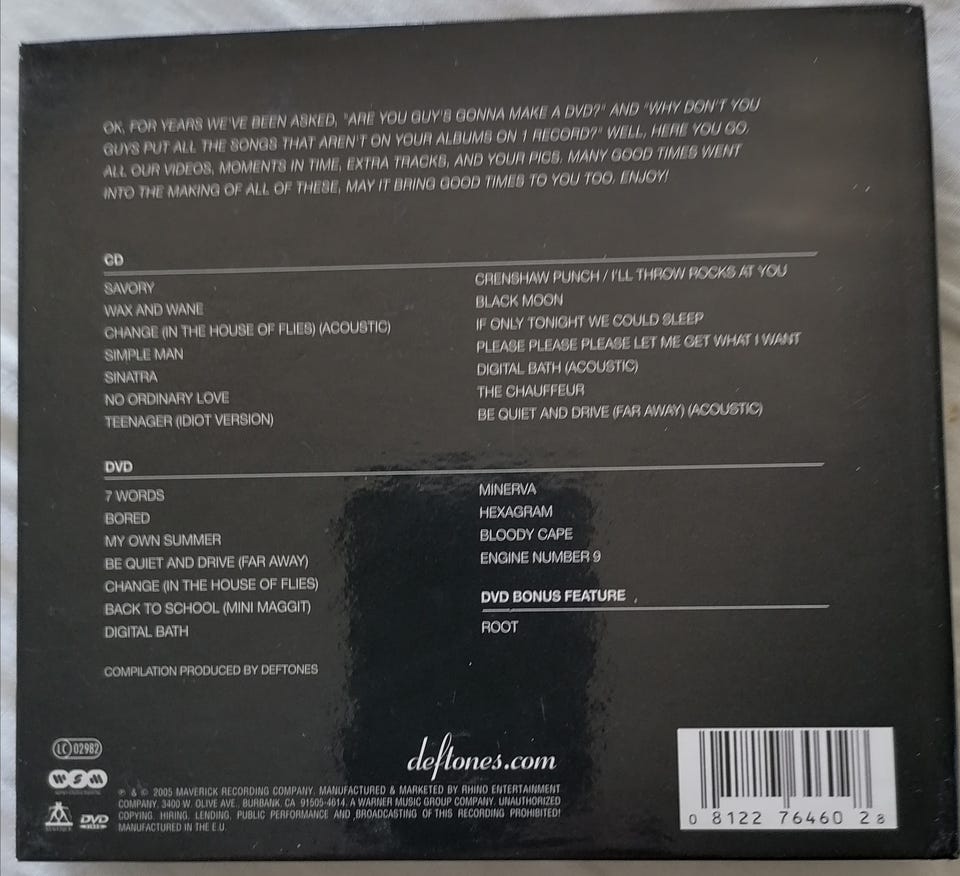 OK, FOR YEARS WE'VE BEEN ASKED, "ARE YOU GUY'S GONNA MAKE A DVD?" AND "WHY DON'T YOU
GUYS PUT ALL THE SONGS THAT AREN'T ON YOUR ALBUMS ON 1 RECORD?" WELL, HERE YOU GO.
ALL OUR VIDEOS, MOMENTS IN TIME, EXTRA TRACKS, AND YOUR PICS. MANY GOOD TIMES WENT
INTO THE MAKING OF ALL OF THESE, MAY IT BRING GOOD TIMES TO YOU TOO. ENJOY!
CD
SAVORY
WAX AND WANE
CHANGE (IN THE HOUSE OF FLIES) (ACOUSTIC)
SIMPLE MAN
SINATRA
NO ORDINARY LOVE
TEENAGER (IDIOT VERSION)
CRENSHAW PUNCH / I'LL THROW ROCKS AT YOU
BLACK MOON
IF ONLY TONIGHT WE COULD SLEEP
PLEASE PLEASE PLEASE LET ME GET WHAT I WANT
DIGITAL BATH (ACOUSTIC)
THE CHAUFFEUR
BE QUIET AND DRIVE (FAR AWAY) (ACOUSTIC)
DVD
7 WORDS
BORED
MY OWN SUMMER
BE QUIET AND DRIVE (FAR AWAY)
CHANGE (IN THE HOUSE OF FLIES)
BACK TO SCHOOL (MINI MAGGIT)
DIGITAL BATH
MINERVA
HEXAGRAM
BLOODY CAPE
ENGINE NUMBER 9
DVD BONUS FEATURE
ROOT
COMPILATION PRODUCED BY DEFTONES
deftones.com
LC 02982
WSM
MAVERICK
DVD
VIDEO
℗ & © 2005 MAVERICK RECORDING COMPANY. MANUFACTURED & MARKETED BY RHINO ENTERTAINMENT
COMPANY, 3400 W. OLIVE AVE., BURBANK, CA 91505-4614. A WARNER MUSIC GROUP COMPANY. UNAUTHORIZED
COPYING, HIRING, LENDING, PUBLIC PERFORMANCE AND BROADCASTING OF THIS RECORDING PROHIBITED!
MANUFACTURED IN THE E.U.
0 8122 76460 2 8